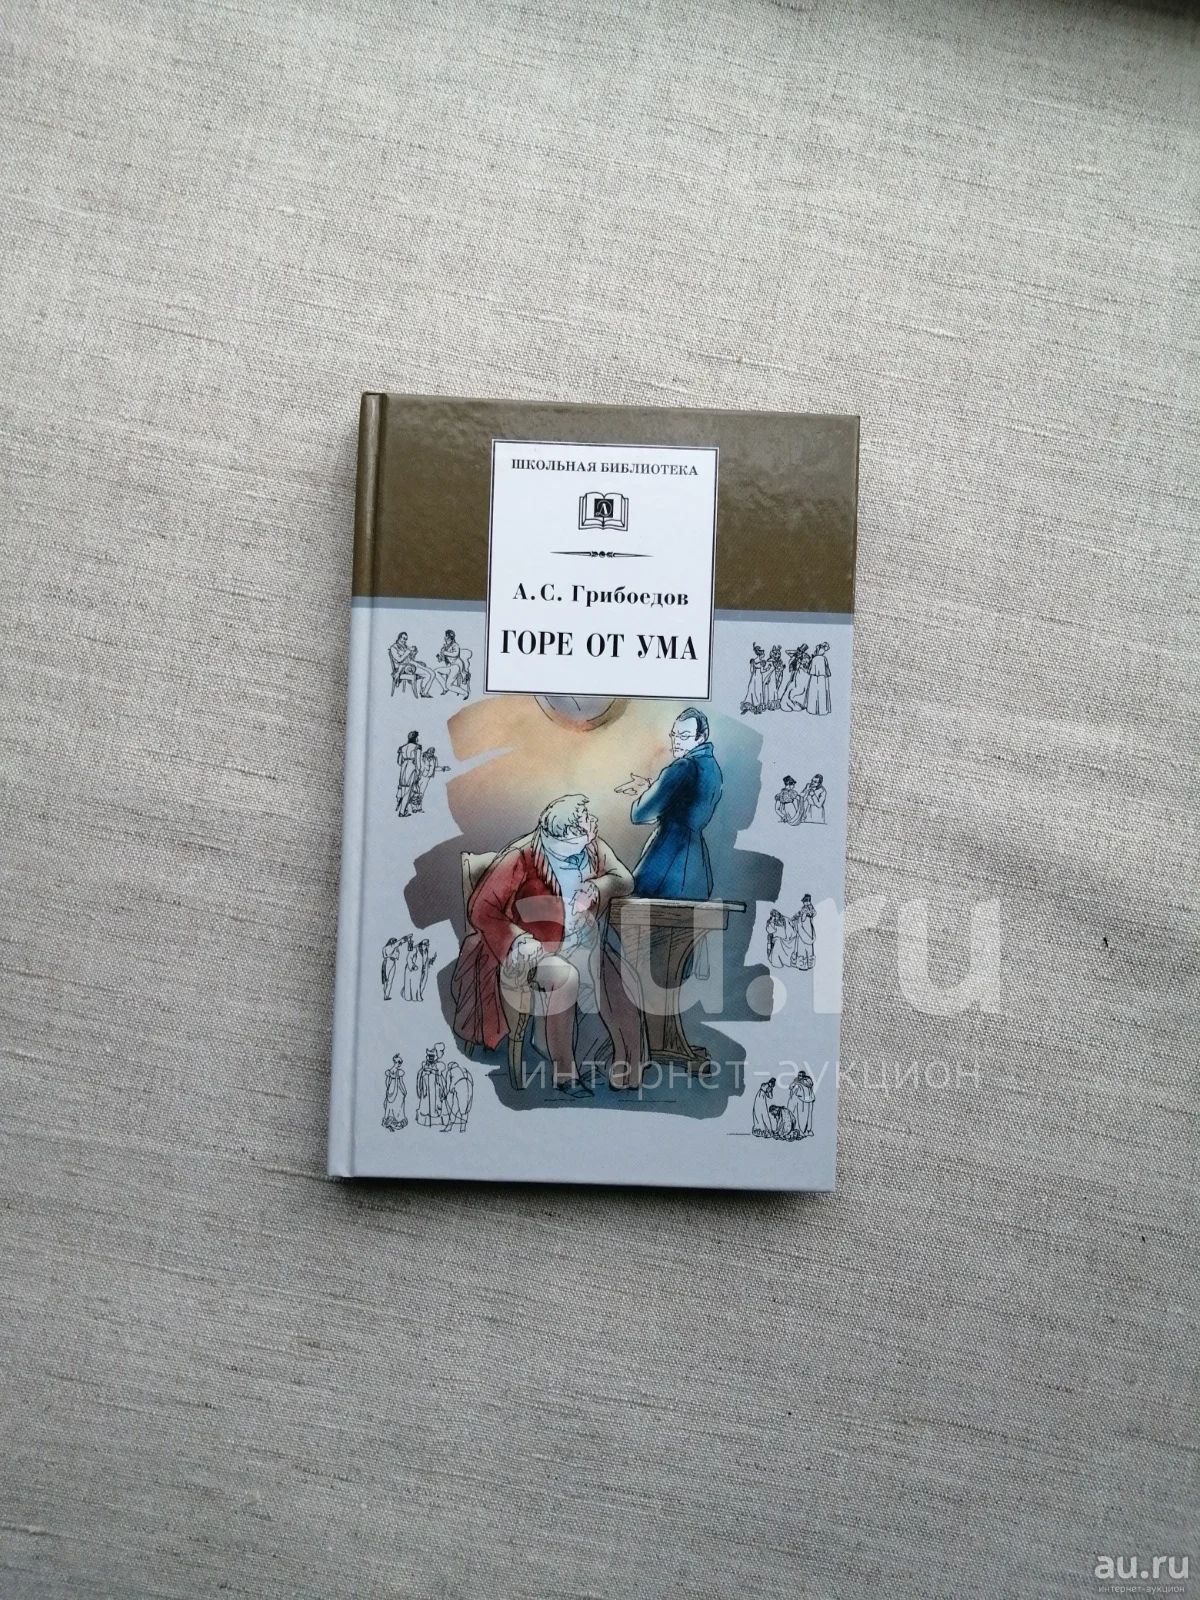 ШКОЛЬНАЯ БИБЛИОТЕКА
Д
А. С. Грибоедов
ГОРЕ ОТ УМА
au.ru
интернет-аукцион
au.ru
интернет-аукцион